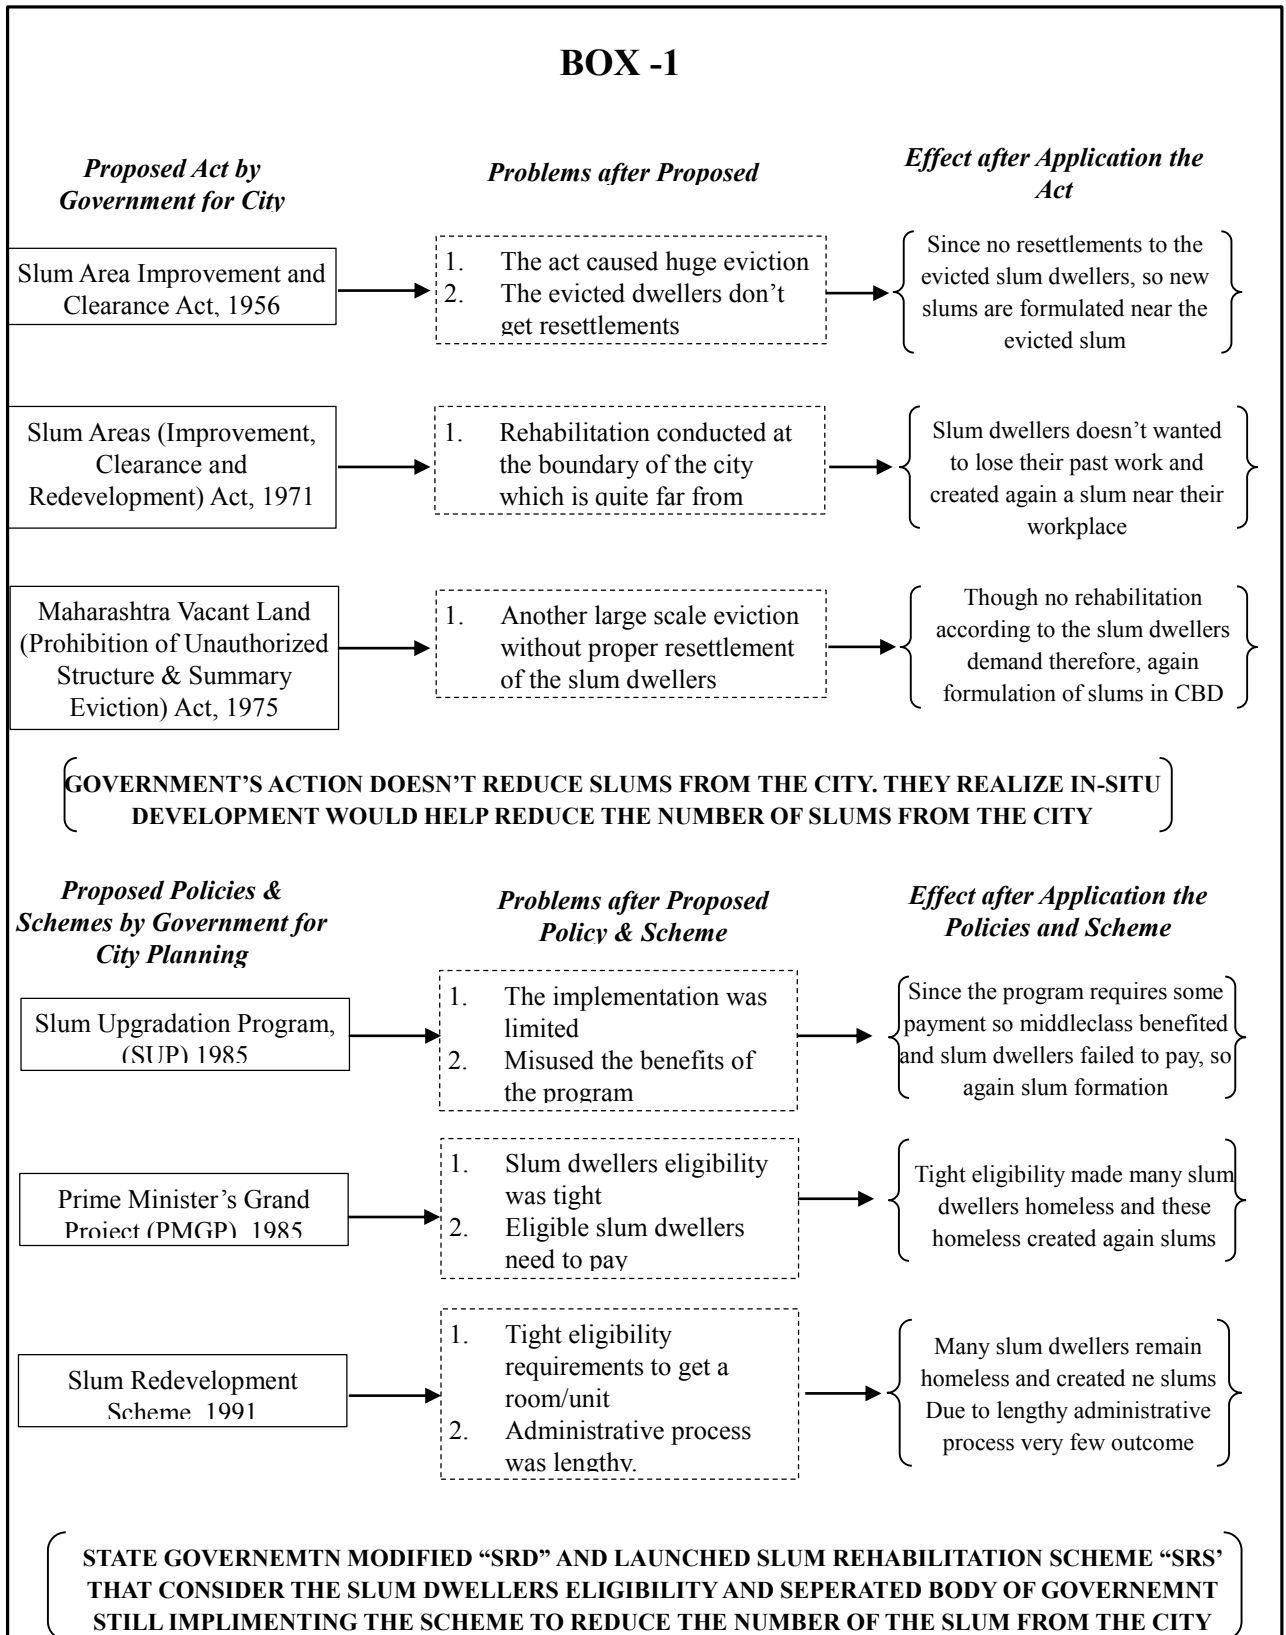 BOX -1
Proposed Act by
Government for City
Problems after Proposed
Effect after Application the
Act
Slum Area Improvement and
Clearance Act, 1956
1. The act caused huge eviction
2. The evicted dwellers don't
get resettlements
Since no resettlements to the
evicted slum dwellers, so new
slums are formulated near the
evicted slum
Slum Areas (Improvement,
Clearance and
Redevelopment) Act, 1971
1. Rehabilitation conducted at
the boundary of the city
which is quite far from
Slum dwellers doesn't wanted
to lose their past work and
created again a slum near their
workplace
Maharashtra Vacant Land
(Prohibition of Unauthorized
Structure & Summary
Eviction) Act, 1975
1. Another large scale eviction
without proper resettlement
of the slum dwellers
Though no rehabilitation
according to the slum dwellers
demand therefore, again
formulation of slums in CBD
GOVERNMENT'S ACTION DOESN'T REDUCE SLUMS FROM THE CITY. THEY REALIZE IN-SITU
DEVELOPMENT WOULD HELP REDUCE THE NUMBER OF SLUMS FROM THE CITY
Proposed Policies &
Schemes by Government for
City Planning
Problems after Proposed
Policy & Scheme
Effect after Application the
Policies and Scheme
Slum Upgradation Program,
(SUP) 1985
1. The implementation was
limited
2. Misused the benefits of
the program
Since the program requires some
payment so middleclass benefited
and slum dwellers failed to pay, so
again slum formation
Prime Minister's Grand
Project (PMGP), 1985
1. Slum dwellers eligibility
was tight
2. Eligible slum dwellers
need to pay
Tight eligibility made many slum
dwellers homeless and these
homeless created again slums
Slum Redevelopment
Scheme, 1991
1. Tight eligibility
requirements to get a
room/unit
2. Administrative process
was lengthy.
Many slum dwellers remain
homeless and created ne slums
Due to lengthy administrative
process very few outcome
STATE GOVERNEMTN MODIFIED "SRD" AND LAUNCHED SLUM REHABILITATION SCHEME "SRS'
THAT CONSIDER THE SLUM DWELLERS ELIGIBILITY AND SEPERATED BODY OF GOVERNEMNT
STILL IMPLIMENTING THE SCHEME TO REDUCE THE NUMBER OF THE SLUM FROM THE CITY